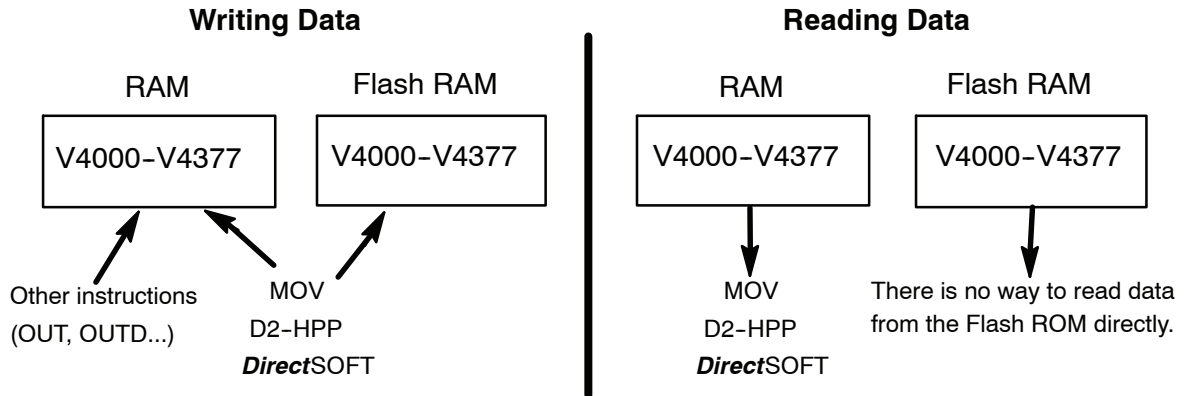 Writing Data
RAM
Flash RAM
V4000-V4377
V4000-V4377
Other instructions
(OUT, OUTD...)
MOV
D2-HPP
DirectSOFT
Reading Data
RAM
Flash RAM
V4000-V4377
V4000-V4377
MOV
D2-HPP
DirectSOFT
There is no way to read data
from the Flash ROM directly.